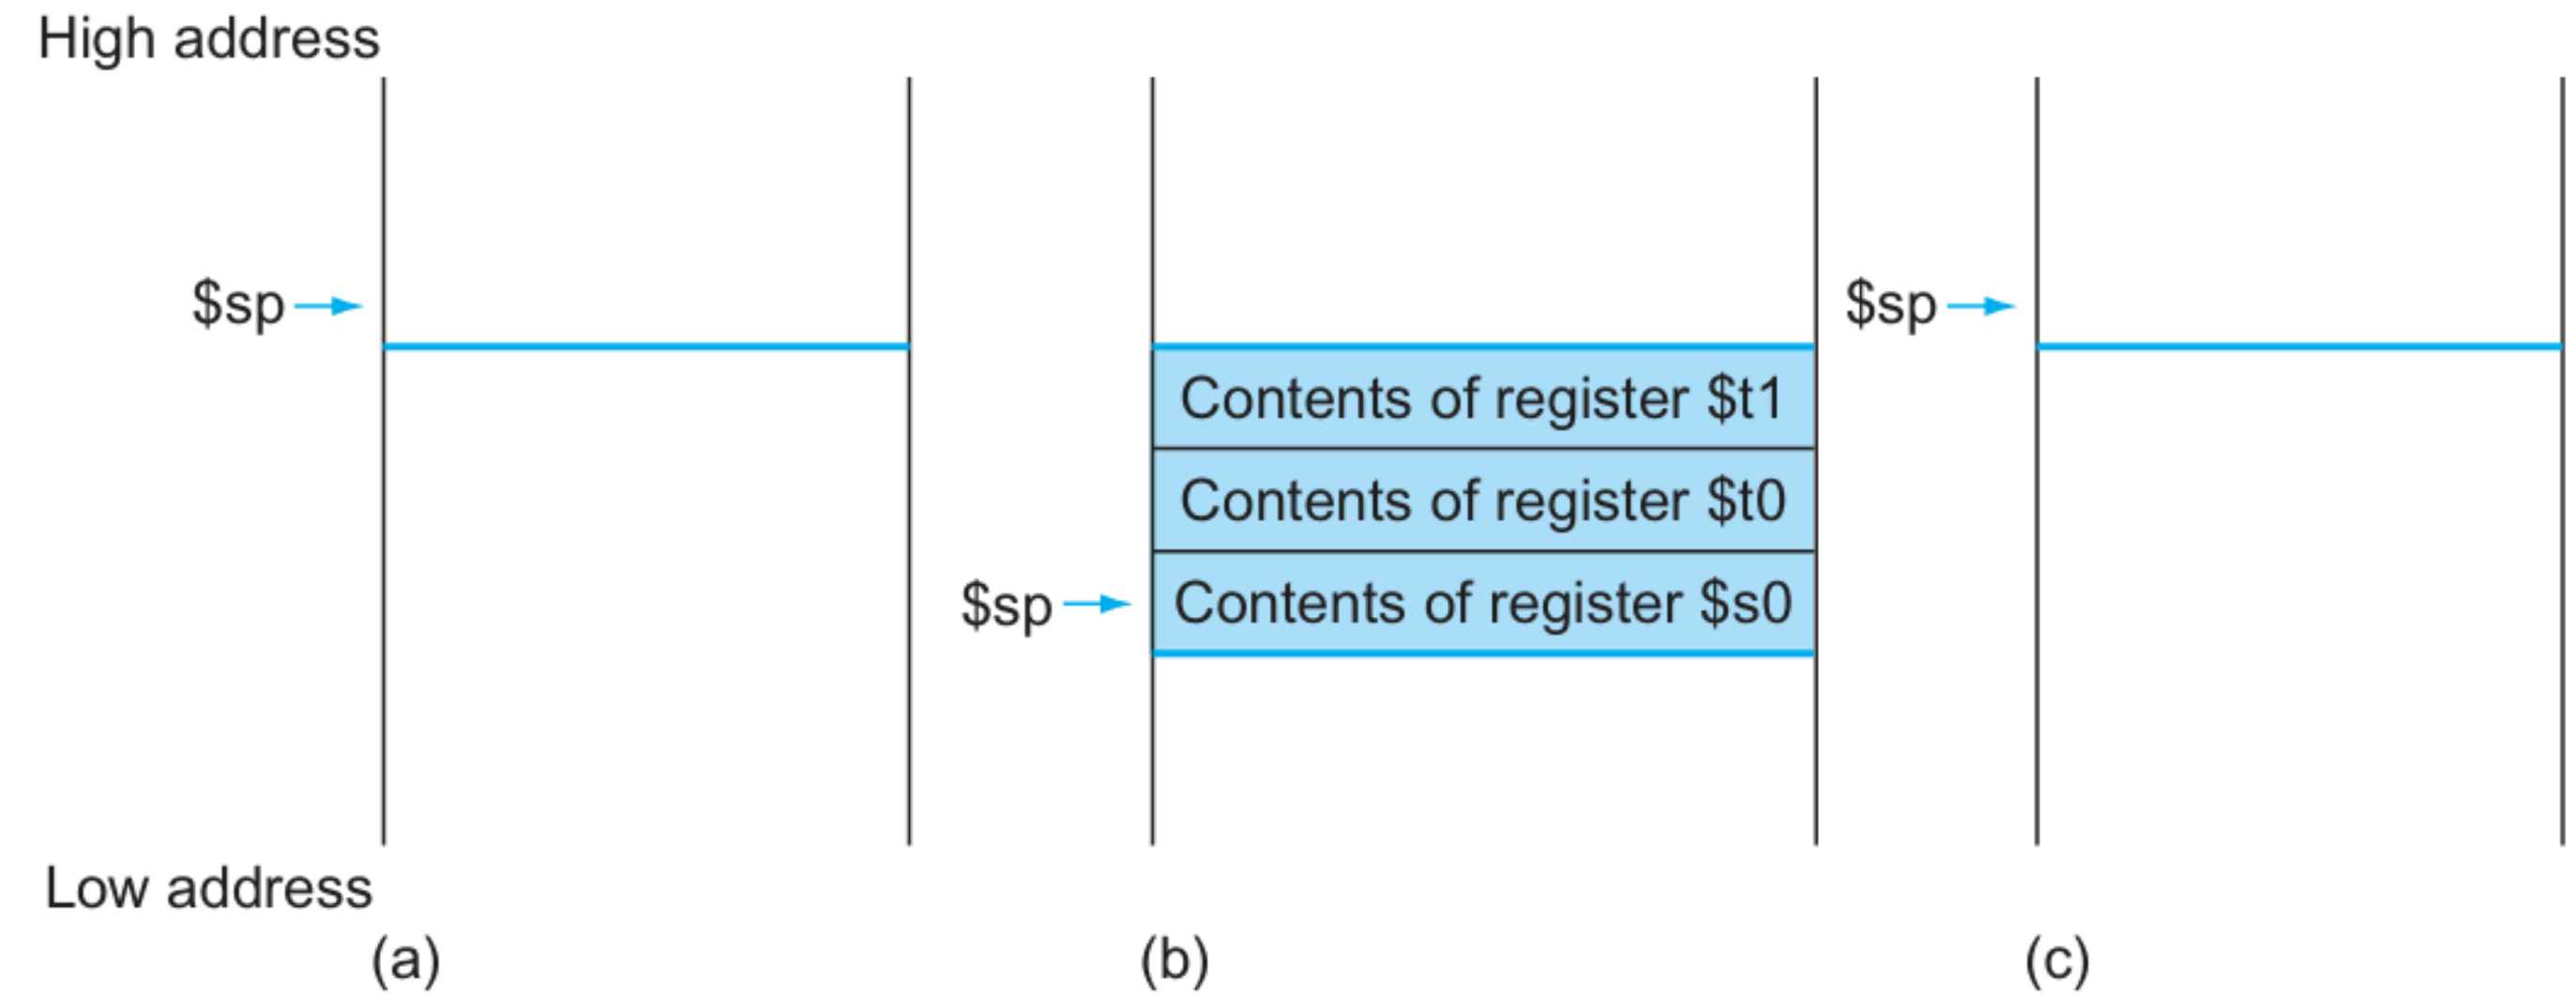 High address
$sp
$sp
Contents of register $t1
Contents of register $t0
$sp
Contents of register $s0
Low address
(a)
(b)
(c)